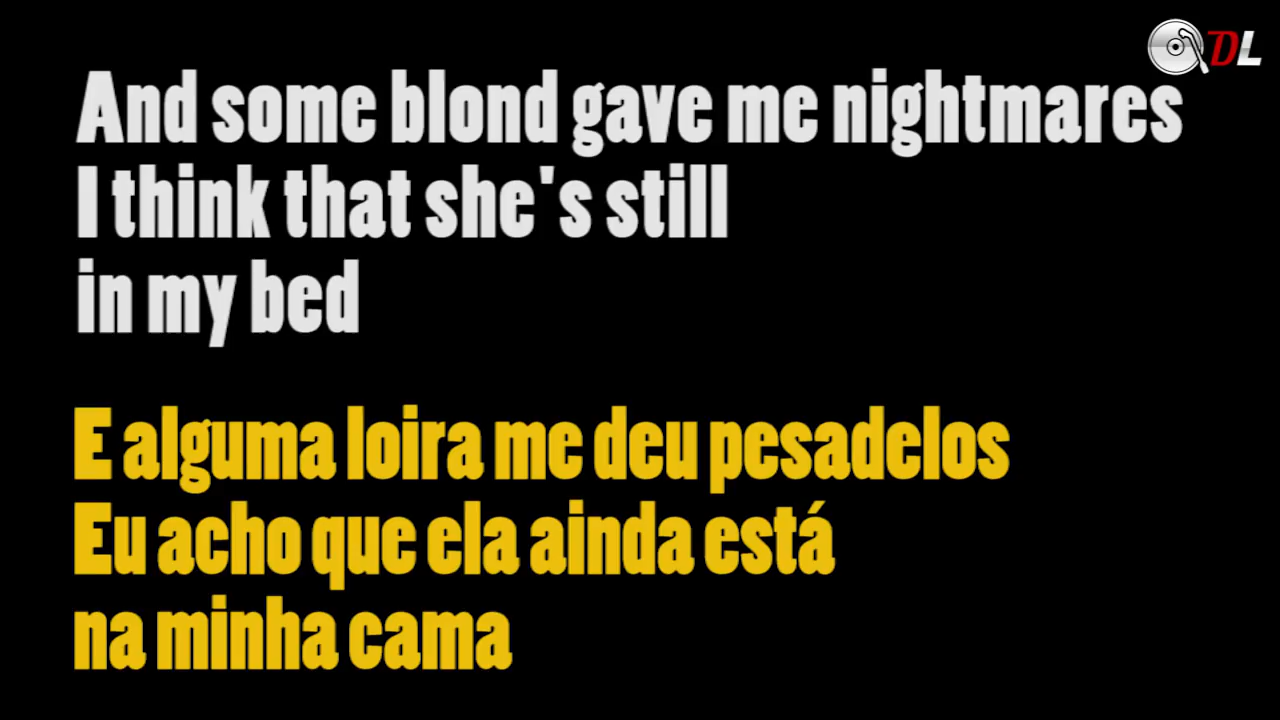 DL
And some blond gave me nightmares
I think that she's still
in my bed
E alguma loira me deu pesadelos
Eu acho que ela ainda está
na minha cama